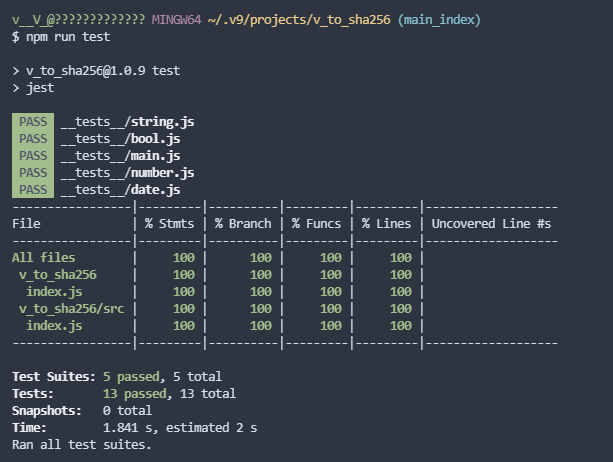 v__V_@????????????? MINGW64 ~/.v9/projects/v_to_sha256 (main_index)
$ npm run test
> v_to_sha256@1.0.9 test
> jest
PASS __tests__/string.js
PASS __tests__/bool.js
PASS __tests__/main.js
PASS __tests__/number.js
PASS __tests__/date.js
-----------------|---------|----------|---------|---------|-------------------
File             | % Stmts | % Branch | % Funcs | % Lines | Uncovered Line #s
-----------------|---------|----------|---------|---------|-------------------
All files        |     100 |      100 |     100 |     100 |
 v_to_sha256     |     100 |      100 |     100 |     100 |
  index.js       |     100 |      100 |     100 |     100 |
 v_to_sha256/src |     100 |      100 |     100 |     100 |
  index.js       |     100 |      100 |     100 |     100 |
-----------------|---------|----------|---------|---------|-------------------
Test Suites: 5 passed, 5 total
Tests:       13 passed, 13 total
Snapshots:   0 total
Time:        1.841 s, estimated 2 s
Ran all test suites.